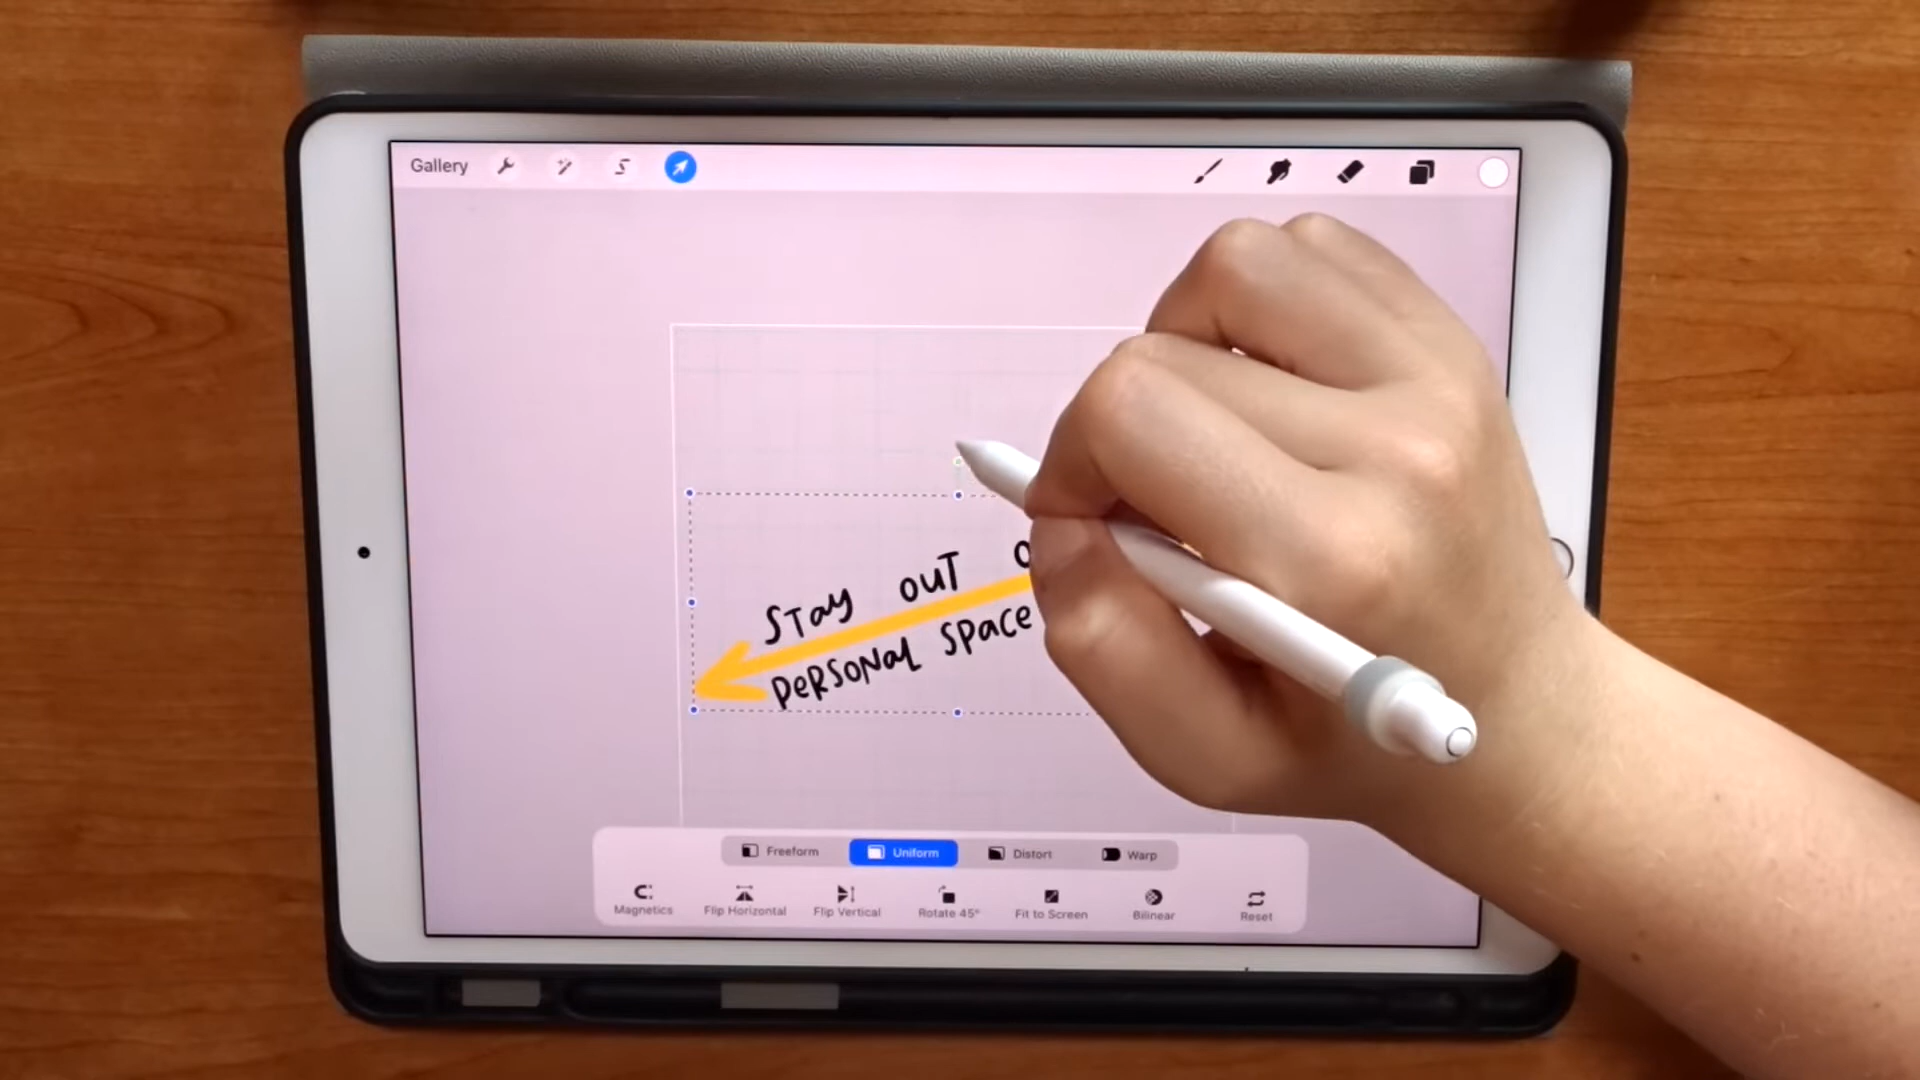 Gallery
STay OUT
PeRSONaL SPaCe
Freeform Uniform Distort Warp
Magnetics Flip Horizontal Flip Vertical Rotate 45° Fit to Screen Bilinear Reset